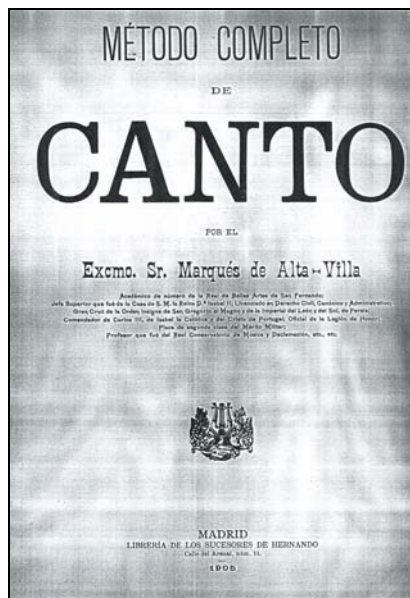 MÉTODO COMPLETO
DE
CANTO
POR EL
Excmo. Sr. Marqués de Alta-Villa
Académico de número de la Real de Bellas Artes de San Fernando;
Jefe Superior que fué de la Casa de S. M. la Reina D.ª Isabel II; Licenciado en Derecho Civil, Canónico y Administrativo;
Gran Cruz de la Orden Insigne de San Gregorio el Magno y de la Imperial del León y del Sol, de Persia;
Comendador de Carlos III, de Isabel la Católica y del Cristo de Portugal, Oficial de la Legión de Honor;
Placa de segunda clase del Mérito Militar;
Profesor que fué del Real Conservatorio de Música y Declamación, etc., etc.
MADRID
LIBRERÍA DE LOS SUCESORES DE HERNANDO
Calle del Arenal, núm. 11.
1905